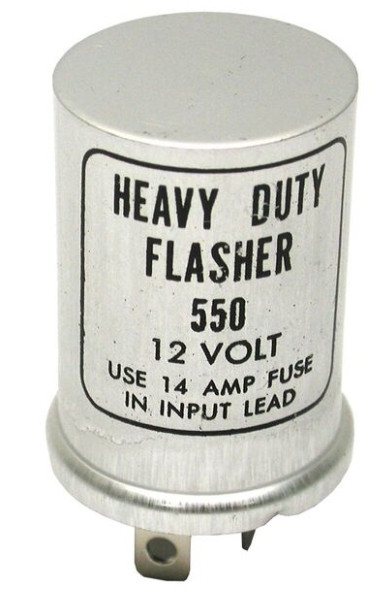 HEAVY DUTY
FLASHER
550
12 VOLT
USE 14 AMP FUSE
IN INPUT LEAD